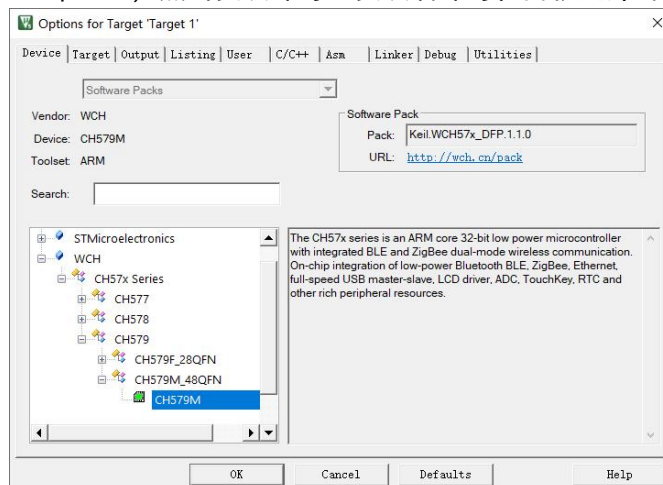 Options for Target 'Target 1'
Device Target Output Listing User C/C++ Asm Linker Debug Utilities
Software Packs
Vendor: WCH
Device: CH579M
Toolset: ARM
Search:
Software Pack
Pack: Keil.WCH57x_DFP.1.1.0
URL: http://wch.cn/pack
STMicroelectronics
WCH
CH57x Series
CH577
CH578
CH579
CH579F_28QFN
CH579M_48QFN
CH579M
The CH57x series is an ARM core 32-bit low power microcontroller
with integrated BLE and ZigBee dual-mode wireless communication.
On-chip integration of low-power Bluetooth BLE, ZigBee, Ethernet,
full-speed USB master-slave, LCD driver, ADC, TouchKey, RTC and
other rich peripheral resources.
OK Cancel Defaults Help